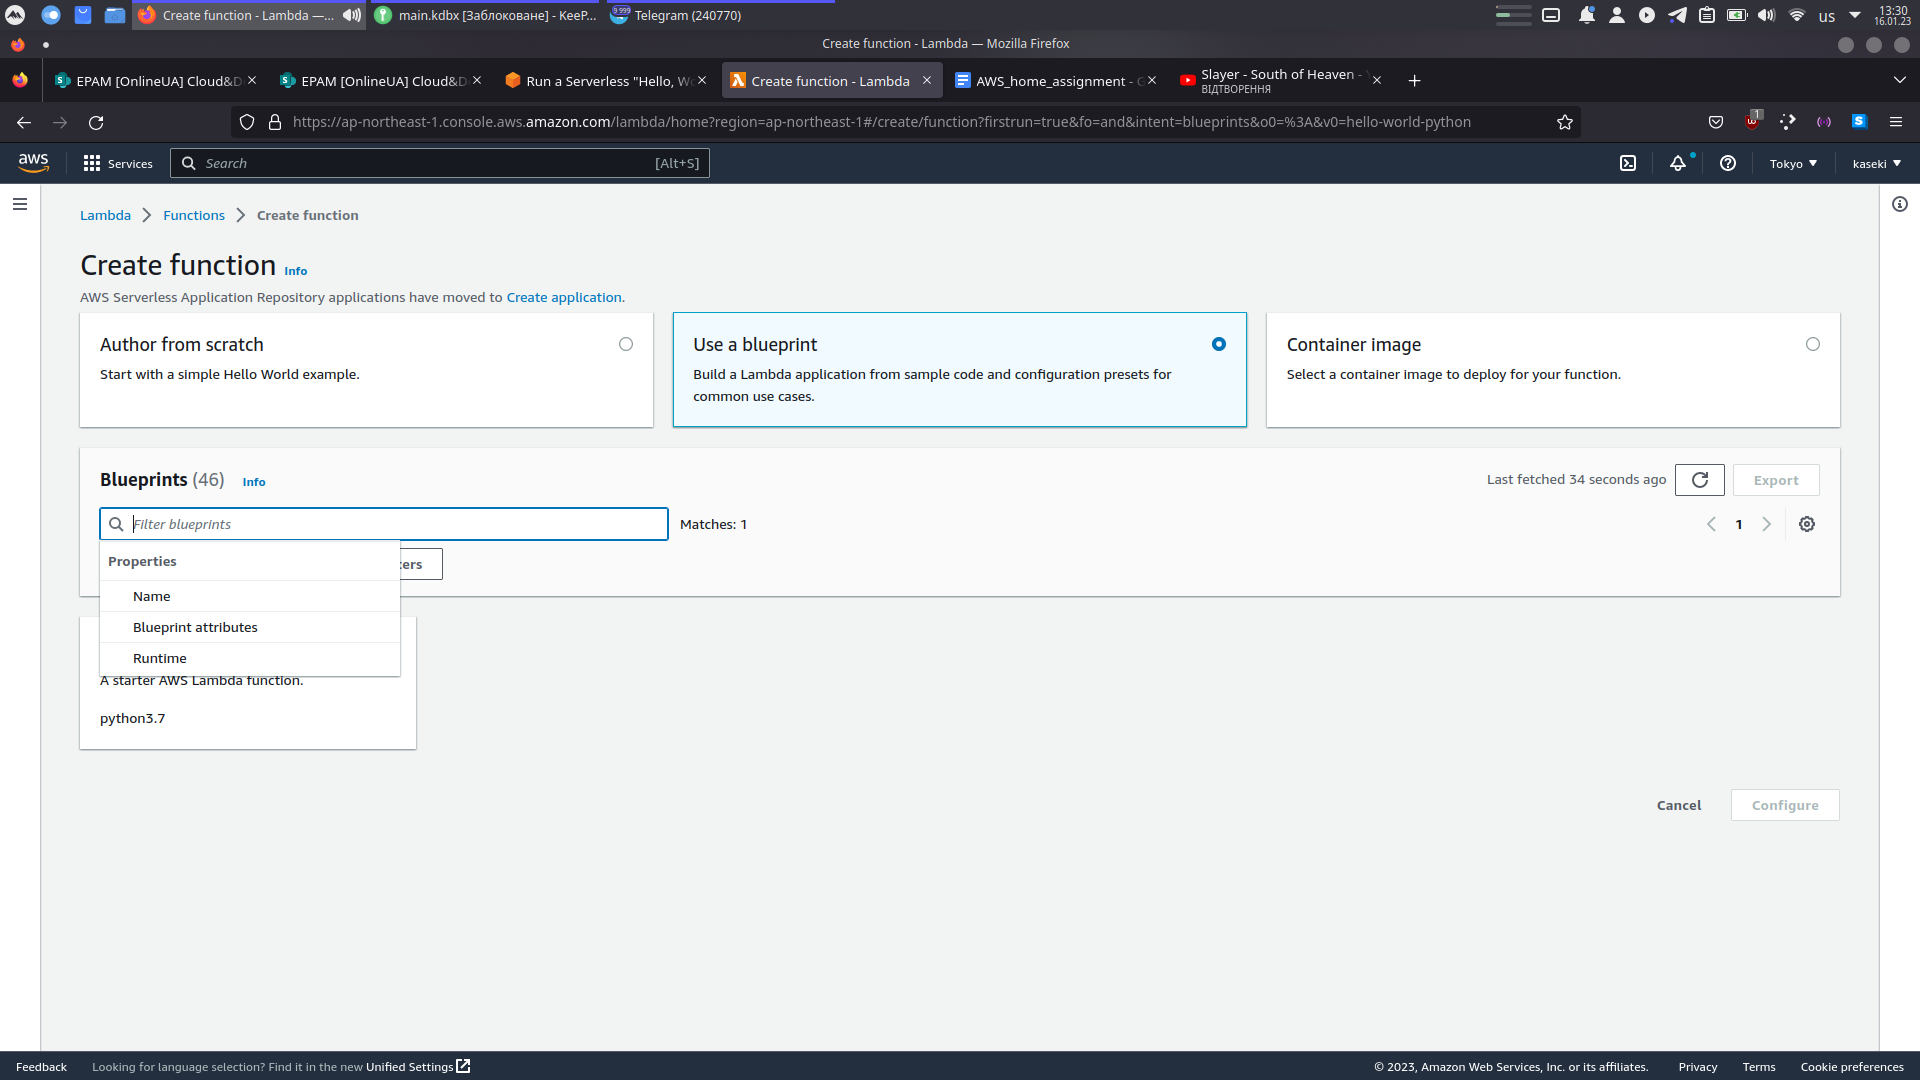 Create function - Lambda —...
main.kdbx [Заблоковане] - KeeP...
9 999
Telegram (240770)
us
13:30
16.01.23
Create function - Lambda — Mozilla Firefox
EPAM [OnlineUA] Cloud&D
EPAM [OnlineUA] Cloud&D
Run a Serverless "Hello, Wo
Create function - Lambda
AWS_home_assignment - G
Slayer - South of Heaven -
ВІДТВОРЕННЯ
https://ap-northeast-1.console.aws.amazon.com/lambda/home?region=ap-northeast-1#/create/function?firstrun=true&fo=and&intent=blueprints&o0=%3A&v0=hello-world-python
1
S
aws
Services
Search
[Alt+S]
Tokyo
kaseki
Lambda
Functions
Create function
Create function
Info
AWS Serverless Application Repository applications have moved to Create application.
Author from scratch
Start with a simple Hello World example.
Use a blueprint
Build a Lambda application from sample code and configuration presets for
common use cases.
Container image
Select a container image to deploy for your function.
Blueprints (46)
Info
Last fetched 34 seconds ago
Export
Filter blueprints
Matches: 1
1
Properties
ters
Name
Blueprint attributes
Runtime
A starter AWS Lambda function.
python3.7
Cancel
Configure
Feedback
Looking for language selection? Find it in the new Unified Settings
© 2023, Amazon Web Services, Inc. or its affiliates.
Privacy
Terms
Cookie preferences